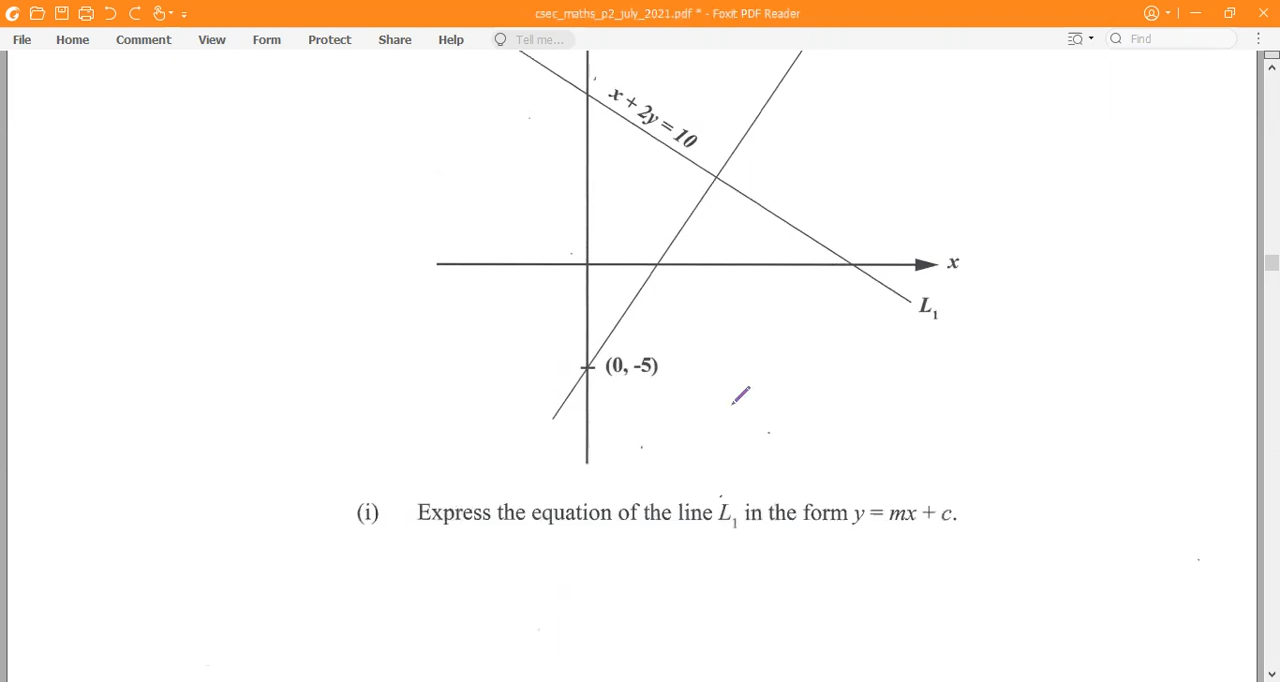 csec_maths_p2_july_2021.pdf * - Foxit PDF Reader
File Home Comment View Form Protect Share Help Tell me... Find
x + 2y = 10
x
L₁
(0, -5)
(i) Express the equation of the line L₁ in the form y = mx + c.